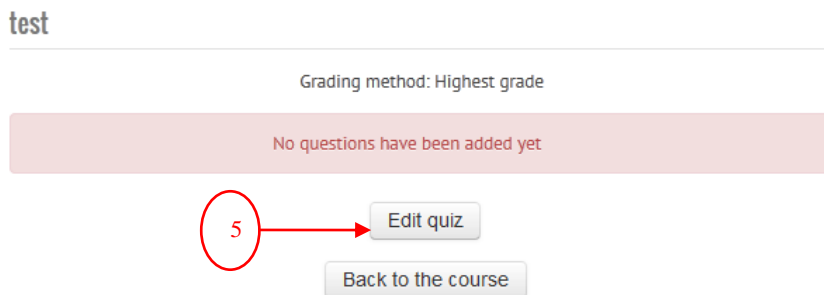 test
Grading method: Highest grade
No questions have been added yet
5
Edit quiz
Back to the course